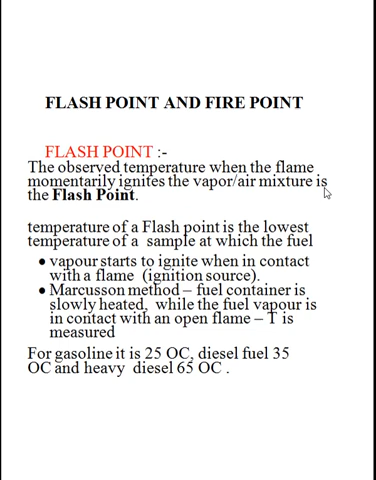 FLASH POINT AND FIRE POINT
FLASH POINT :-
The observed temperature when the flame
momentarily ignites the vapor/air mixture is
the Flash Point.
temperature of a Flash point is the lowest
temperature of a sample at which the fuel
● vapour starts to ignite when in contact
with a flame (ignition source).
● Marcusson method – fuel container is
slowly heated, while the fuel vapour is
in contact with an open flame – T is
measured
For gasoline it is 25 OC, diesel fuel 35
OC and heavy diesel 65 OC .